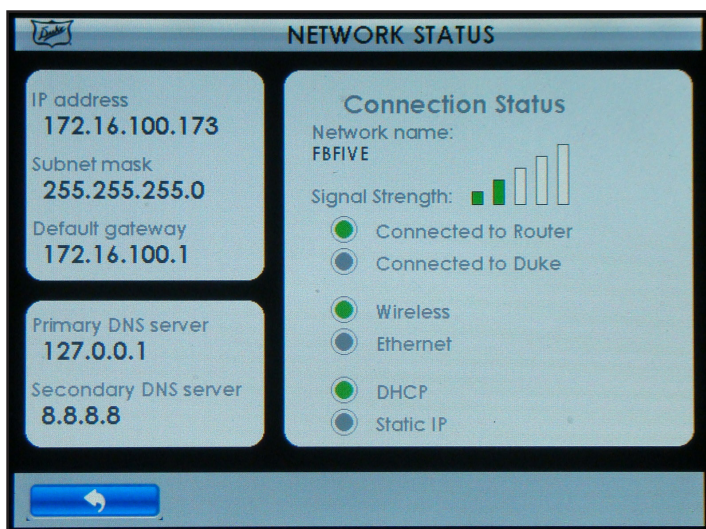 Duke
NETWORK STATUS
IP address
172.16.100.173
Subnet mask
255.255.255.0
Default gateway
172.16.100.1
Primary DNS server
127.0.0.1
Secondary DNS server
8.8.8.8
Connection Status
Network name:
FBFIVE
Signal Strength:
Connected to Router
Connected to Duke
Wireless
Ethernet
DHCP
Static IP